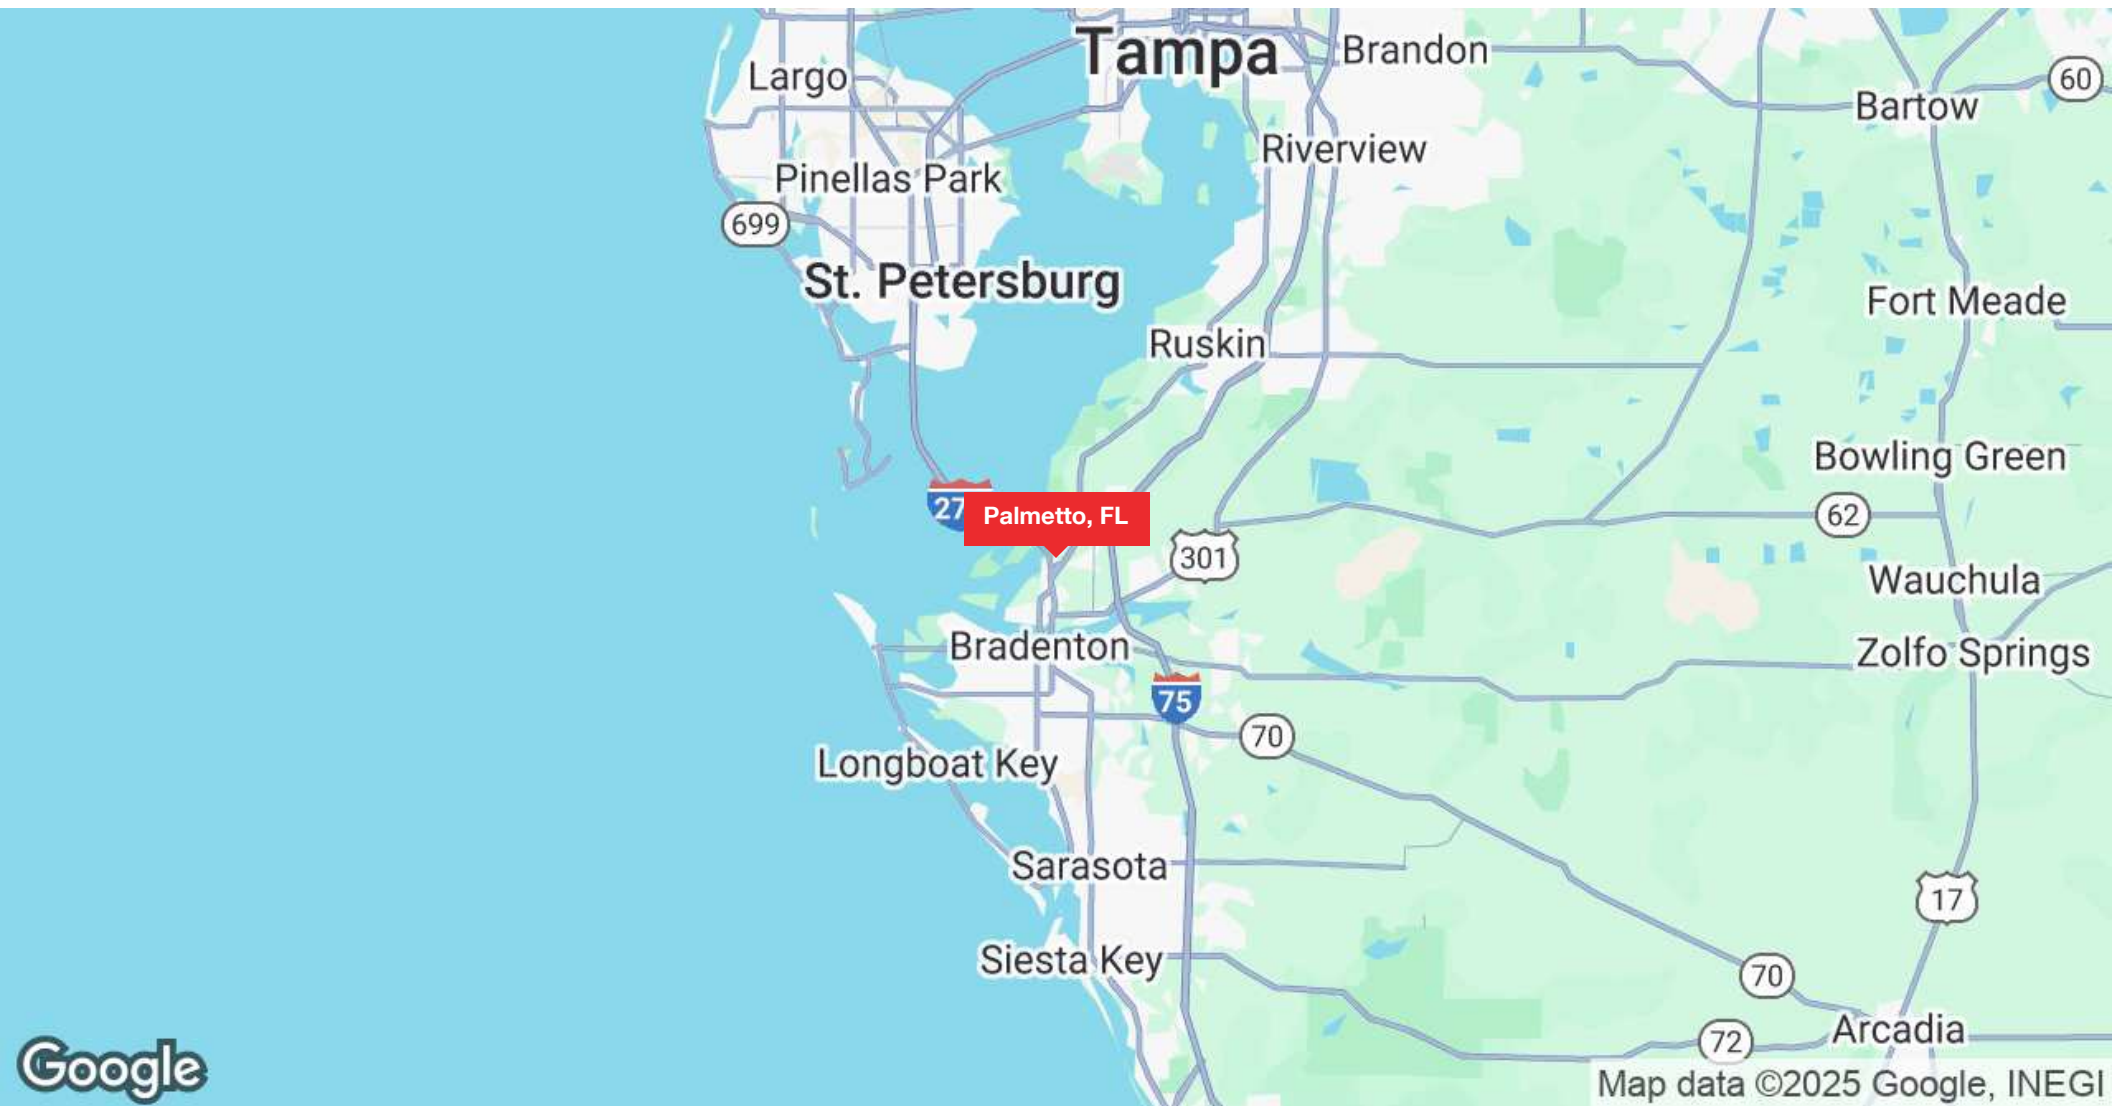 Tampa
Brandon
Largo
60
Bartow
Riverview
Pinellas Park
699
St. Petersburg
Fort Meade
Ruskin
Bowling Green
27
Palmetto, FL
62
301
Wauchula
Bradenton
Zolfo Springs
75
70
Longboat Key
Sarasota
17
Siesta Key
70
Arcadia
72
Google
Map data ©2025 Google, INEGI